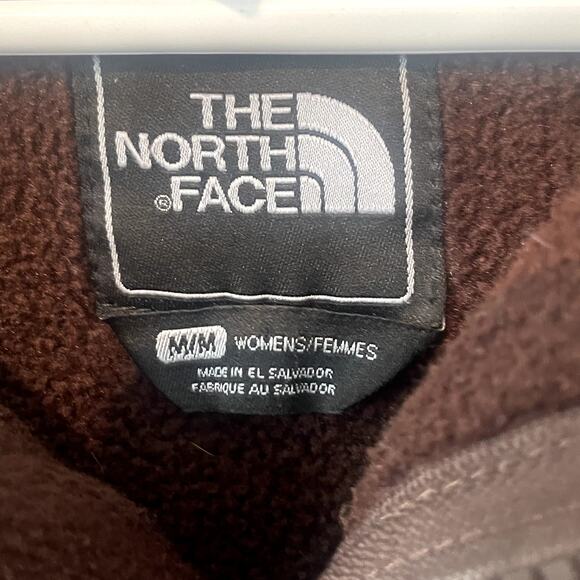 THE
NORTH
®FACE
M/M WOMENS/FEMMES
MADE IN EL SALVADOR
FABRIQUE AU SALVADOR